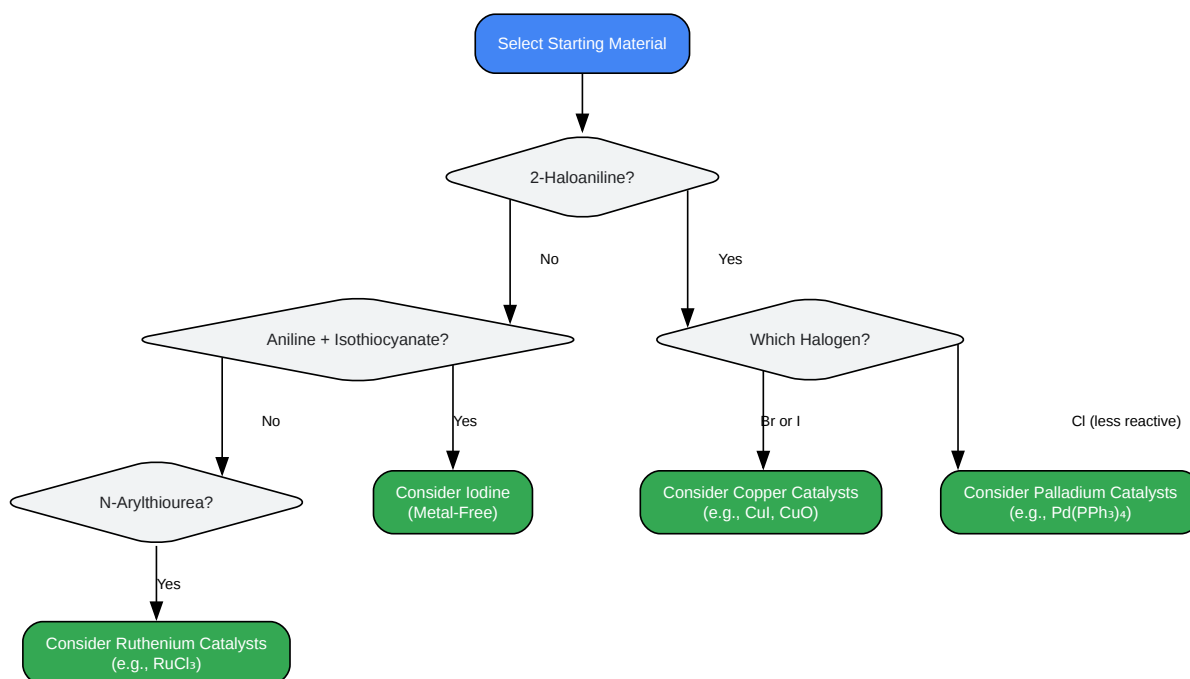 Select Starting Material
2-Haloaniline?
No
Yes
Aniline + Isothiocyanate?
Which Halogen?
No
Yes
Br or I
Cl (less reactive)
N-Arylthiourea?
Consider Iodine
(Metal-Free)
Consider Copper Catalysts
(e.g., CuI, CuO)
Consider Palladium Catalysts
(e.g., Pd(PPh₃)₄)
Yes
Consider Ruthenium Catalysts
(e.g., RuCl₃)